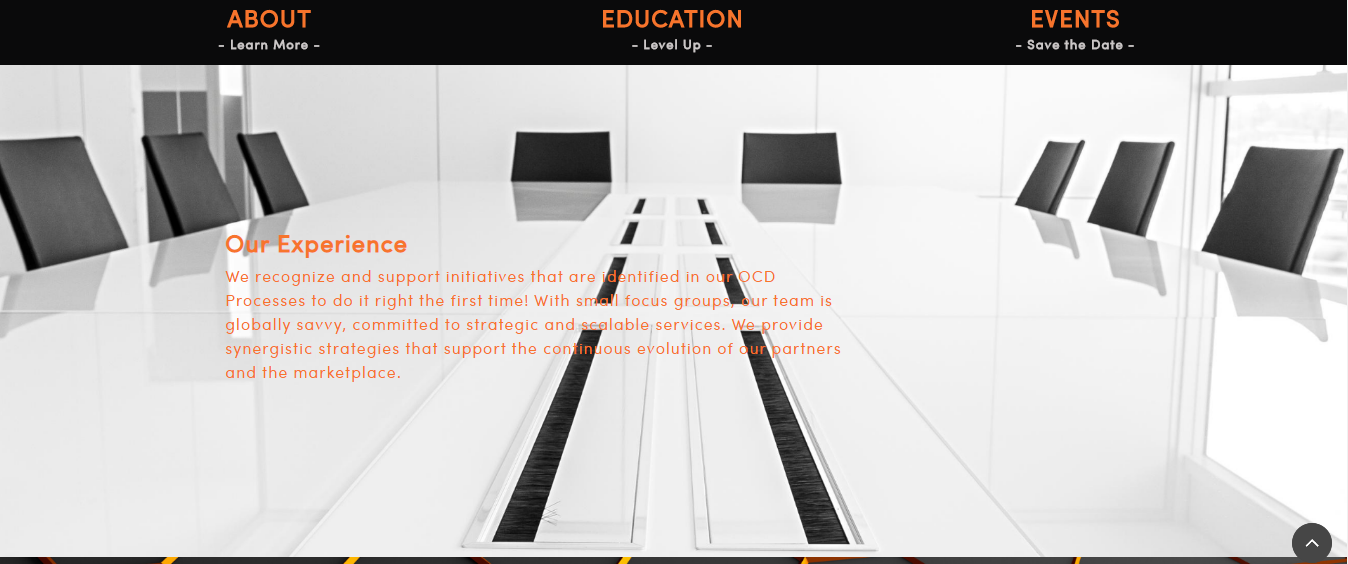 ABOUT
EDUCATION
EVENTS
- Learn More -
- Level Up -
- Save the Date -
Our Experience
We recognize and support initiatives that are identified in our OCD
Processes to do it right the first time! With small focus groups, our team is
globally savvy, committed to strategic and scalable services. We provide
synergistic strategies that support the continuous evolution of our partners
and the marketplace.